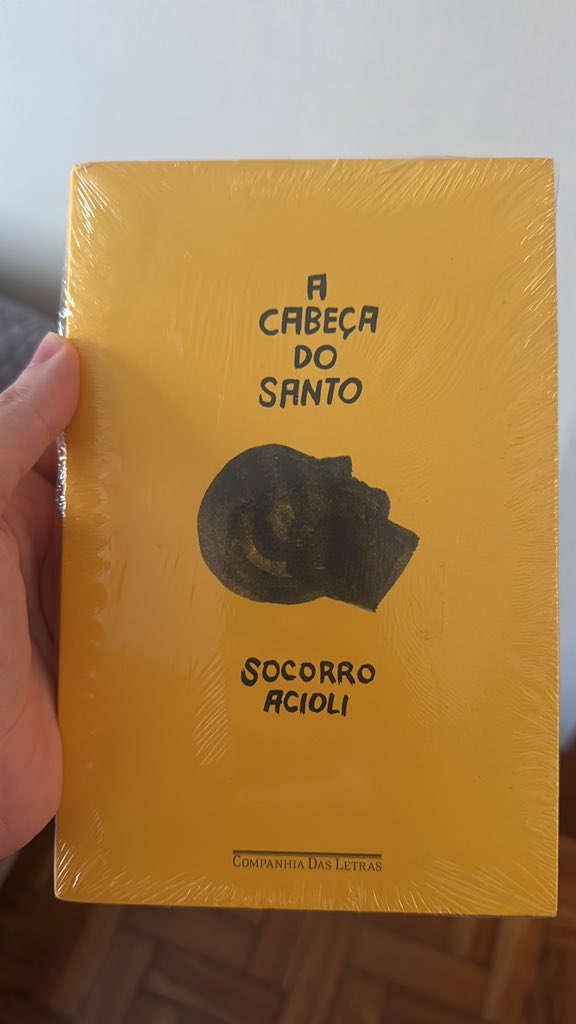 A
CABEÇA
DO
SANTO
SOCORRO
ACIOLI
COMPANHIA DAS LETRAS